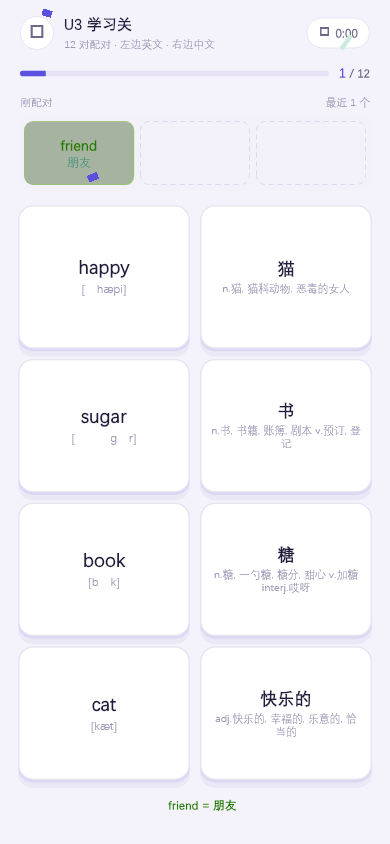 U3 学习关
12 对配对 · 左边英文 · 右边中文
0:00
1 / 12
刚配对
最近 1 个
friend
朋友
happy
[ hæpi]
猫
n.猫, 猫科动物, 恶毒的女人
sugar
[ g r]
书
n.书, 书籍, 账簿, 剧本 v.预订, 登
记
book
[b k]
糖
n.糖, 一勺糖, 糖分, 甜心 v.加糖
interj.哎呀
cat
[kæt]
快乐的
adj.快乐的, 幸福的, 乐意的, 恰
当的
friend = 朋友